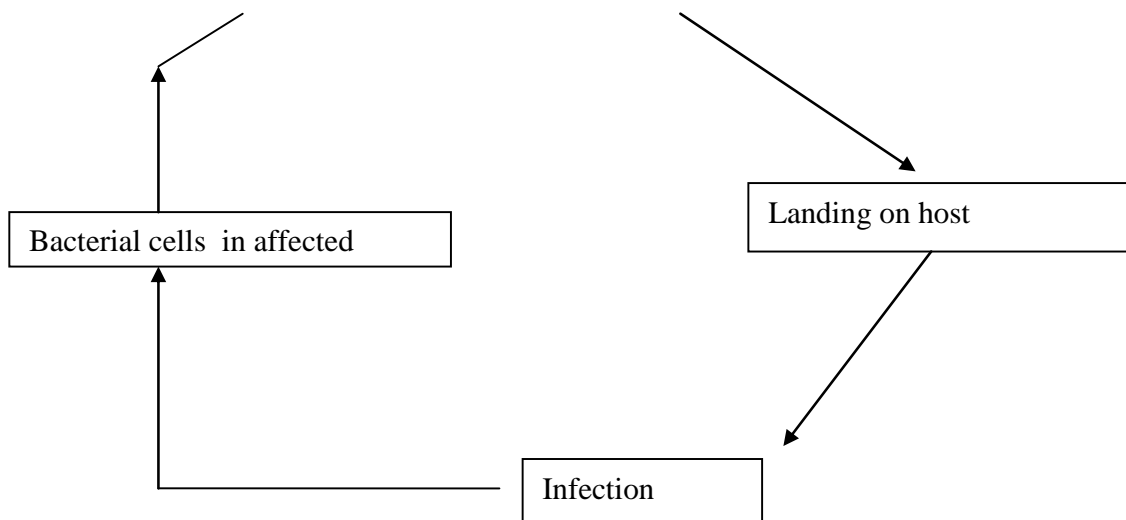 Landing on host
Bacterial cells  in affected
Infection